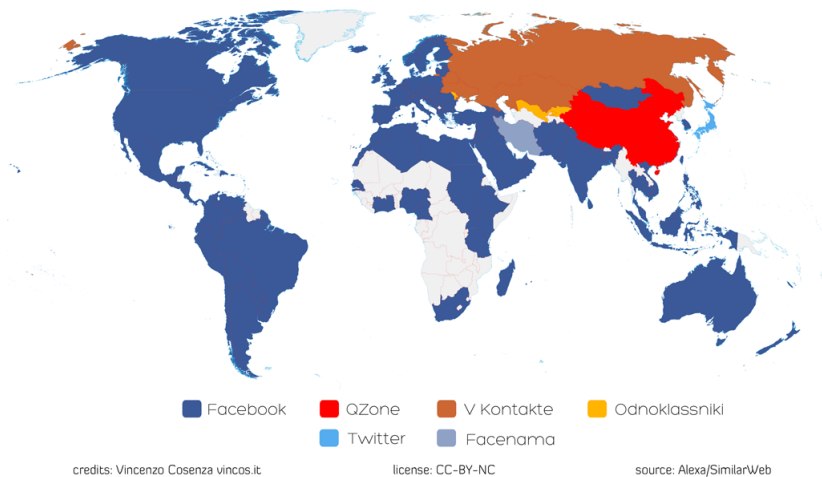 Facebook QZone V Kontakte Odnoklassniki
Twitter Facenama
credits: Vincenzo Cosenza vincos.it license: CC-BY-NC source: Alexa/SimilarWeb